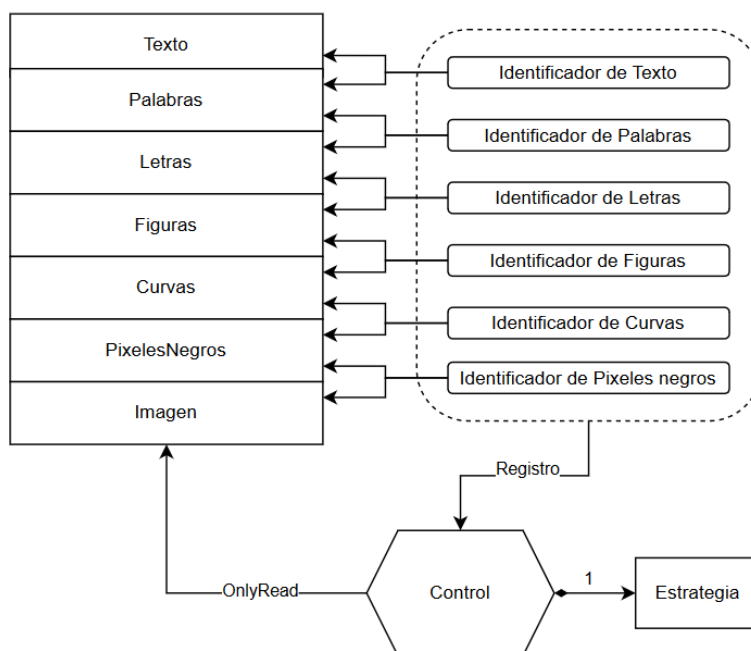 Texto
Palabras
Letras
Figuras
Curvas
PixelesNegros
Imagen
Identificador de Texto
Identificador de Palabras
Identificador de Letras
Identificador de Figuras
Identificador de Curvas
Identificador de Pixeles negros
Registro
OnlyRead
Control
1
Estrategia